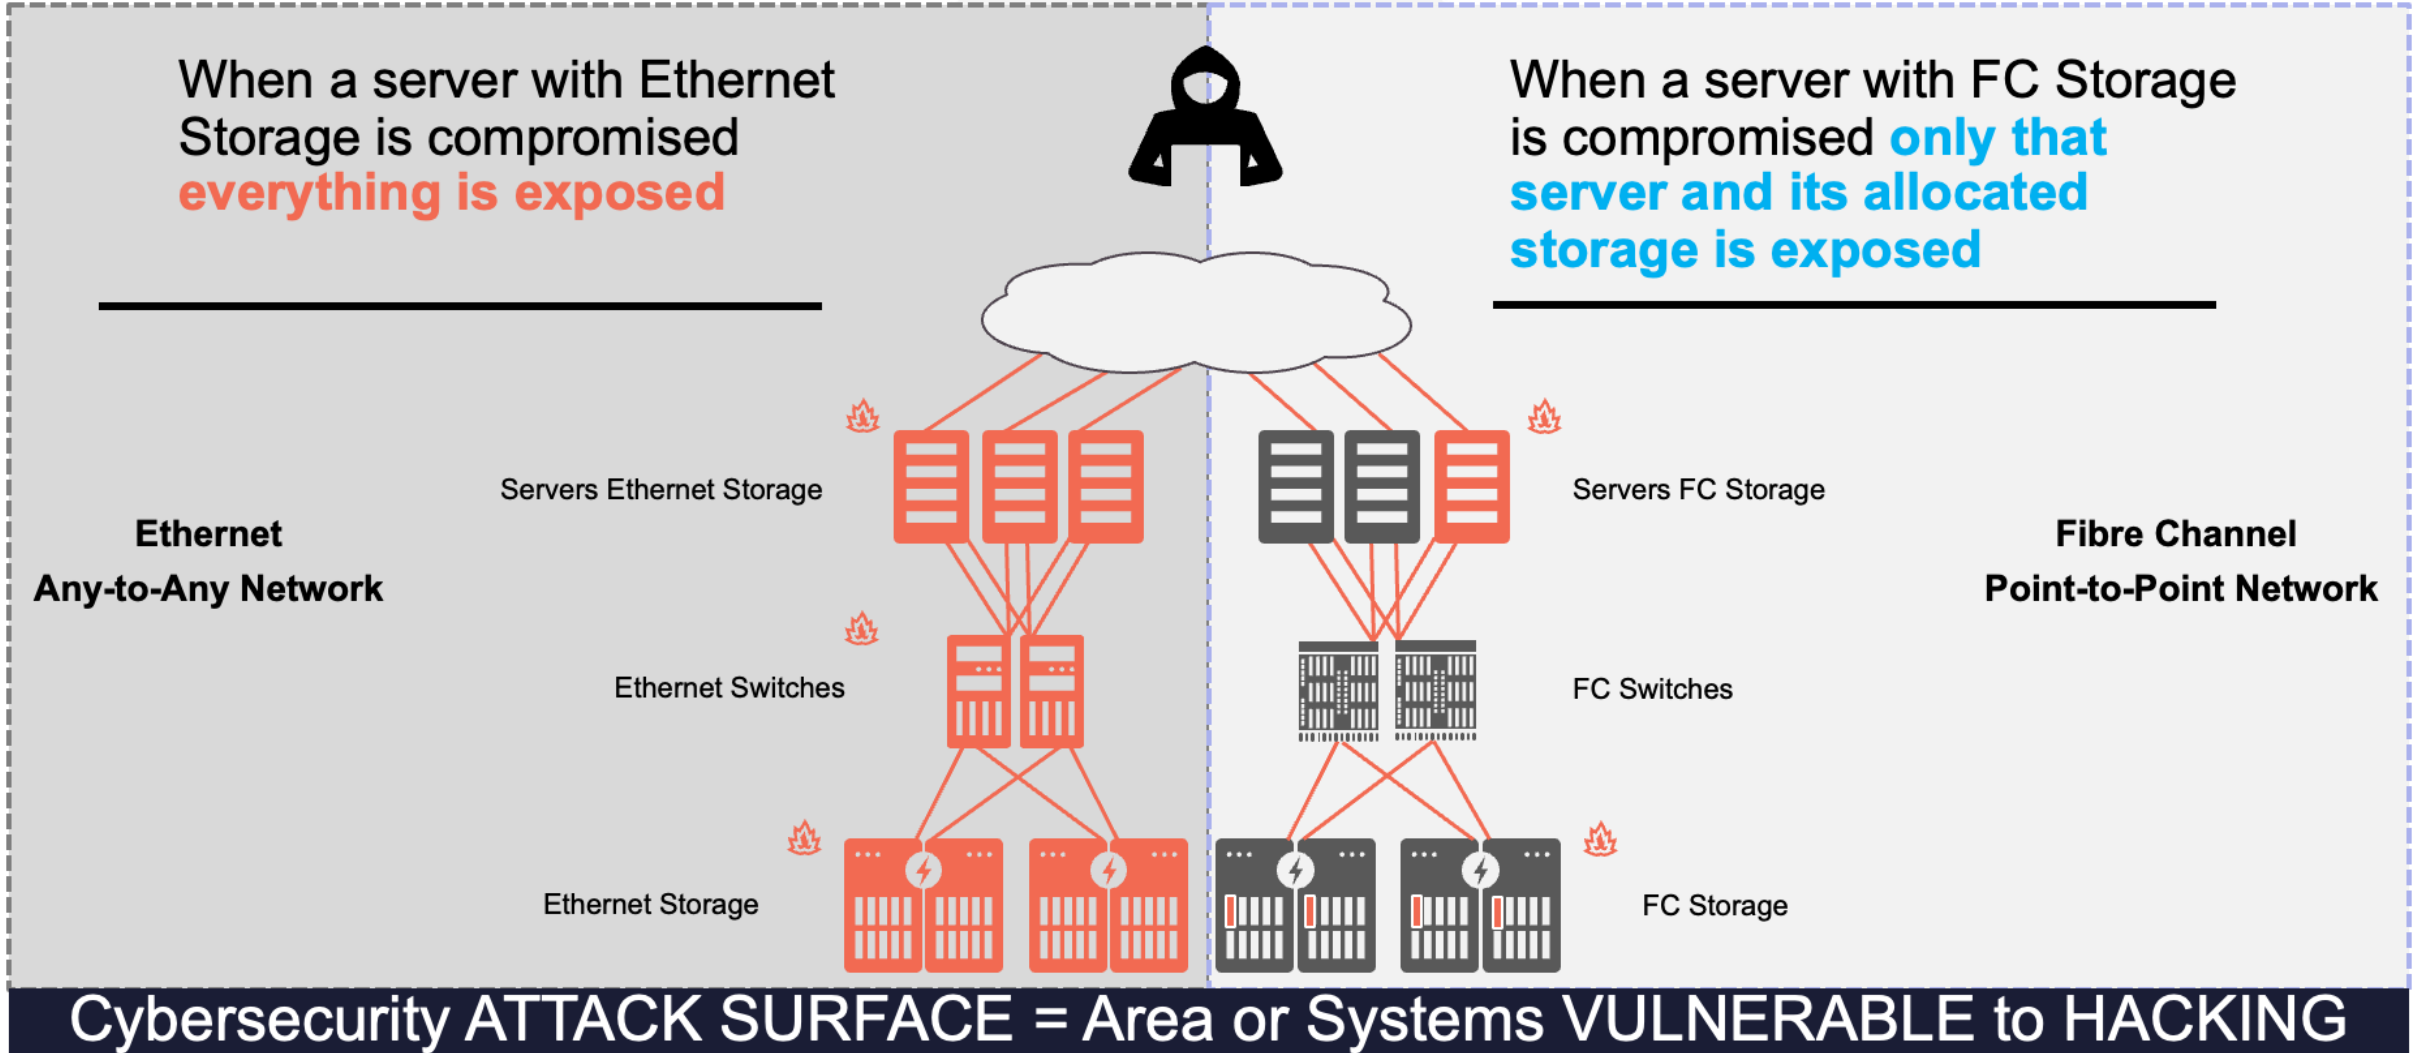 When a server with Ethernet
Storage is compromised
everything is exposed
When a server with FC Storage
is compromised only that
server and its allocated
storage is exposed
Servers Ethernet Storage
Servers FC Storage
Ethernet
Any-to-Any Network
Fibre Channel
Point-to-Point Network
Ethernet Switches
FC Switches
Ethernet Storage
FC Storage
Cybersecurity ATTACK SURFACE = Area or Systems VULNERABLE to HACKING